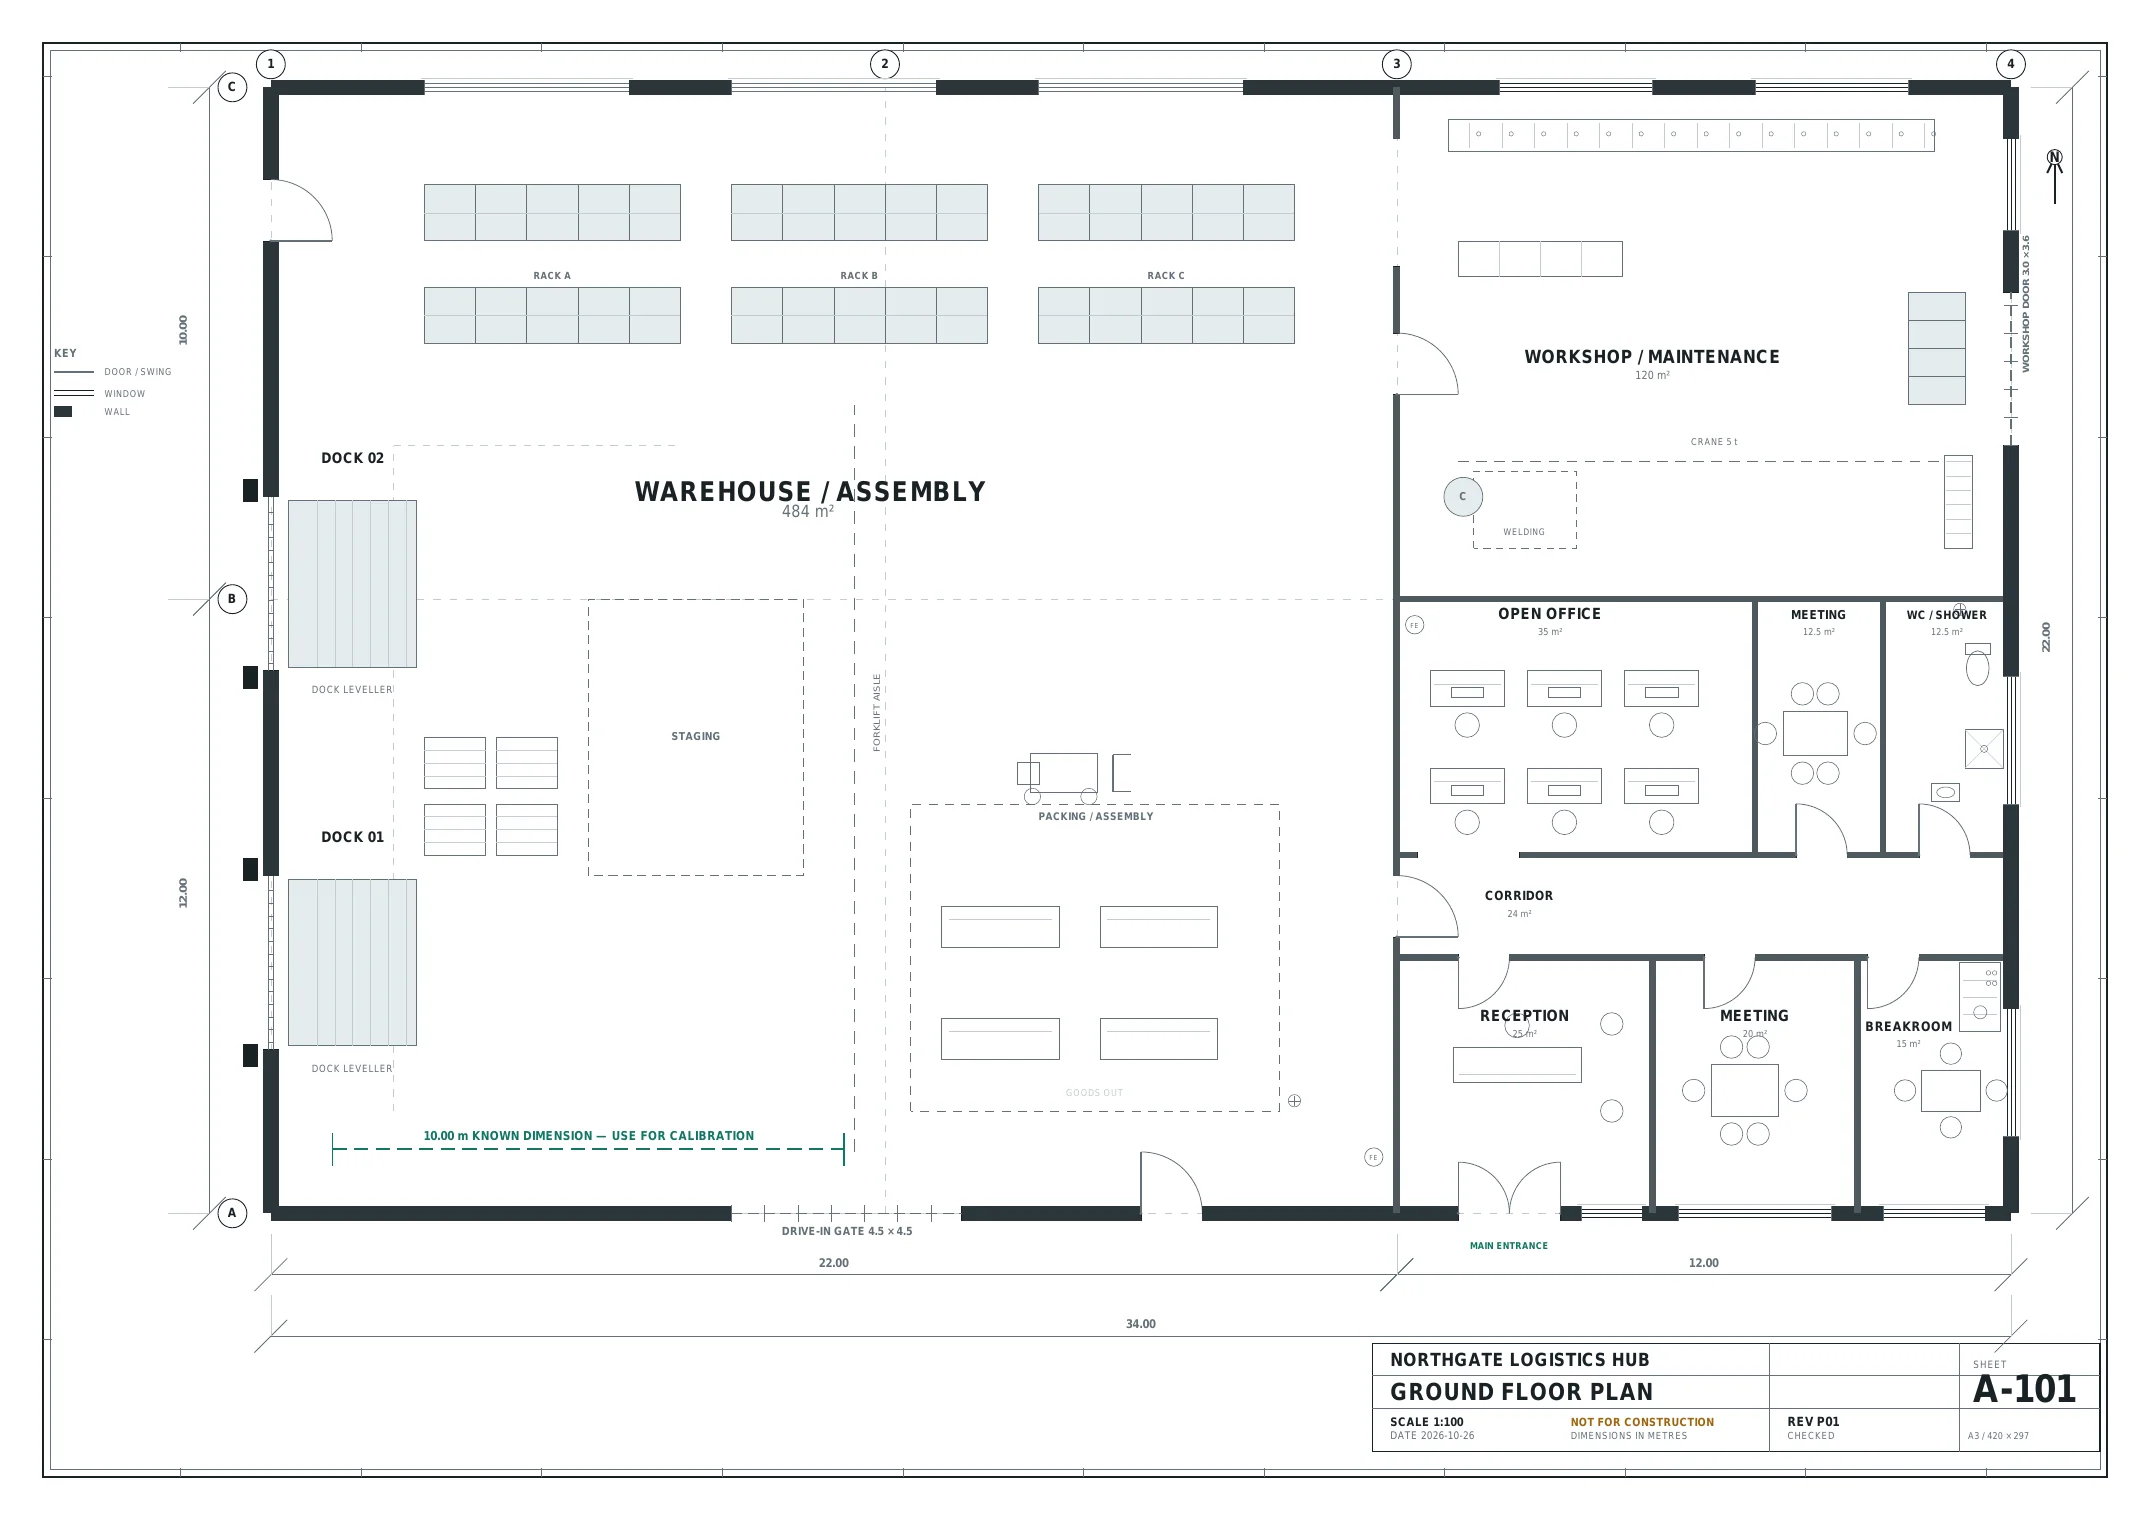 1
2
3
4
C
N
RACK A
RACK B
RACK C
WORKSHOP DOOR 3.0 × 3.6
10.00
KEY
DOOR / SWING
WINDOW
WALL
WORKSHOP / MAINTENANCE
120 m²
CRANE 5 t
DOCK 02
WAREHOUSE / ASSEMBLY
484 m²
C
WELDING
B
OPEN OFFICE
35 m²
MEETING
12.5 m²
WC / SHOWER
12.5 m²
FE
22.00
DOCK LEVELLER
FORKLIFT AISLE
STAGING
PACKING / ASSEMBLY
DOCK 01
12.00
CORRIDOR
24 m²
RECEPTION
25 m²
MEETING
20 m²
BREAKROOM
15 m²
DOCK LEVELLER
GOODS OUT
10.00 m KNOWN DIMENSION — USE FOR CALIBRATION
FE
A
DRIVE-IN GATE 4.5 × 4.5
MAIN ENTRANCE
22.00
12.00
34.00
NORTHGATE LOGISTICS HUB
GROUND FLOOR PLAN
SHEET
A-101
SCALE 1:100
NOT FOR CONSTRUCTION
REV P01
DATE 2026-10-26
DIMENSIONS IN METRES
CHECKED
A3 / 420 × 297